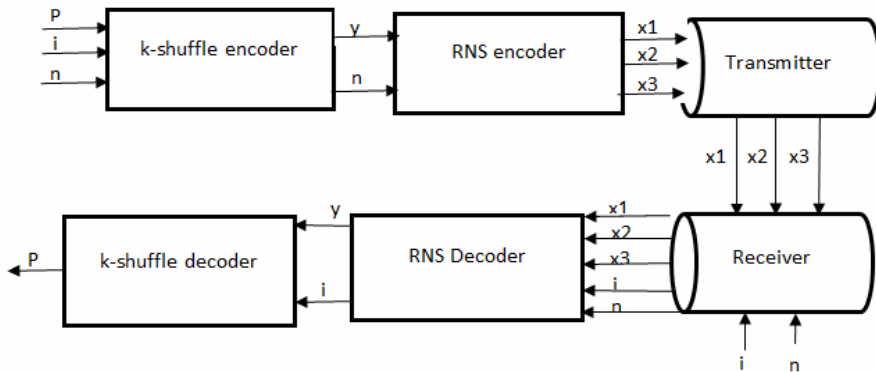 P
i
n
k-shuffle encoder
y
n
RNS encoder
x1
x2
x3
Transmitter
x1 x2 x3
P
k-shuffle decoder
y
i
RNS Decoder
x1
x2
x3
i
n
Receiver
i n